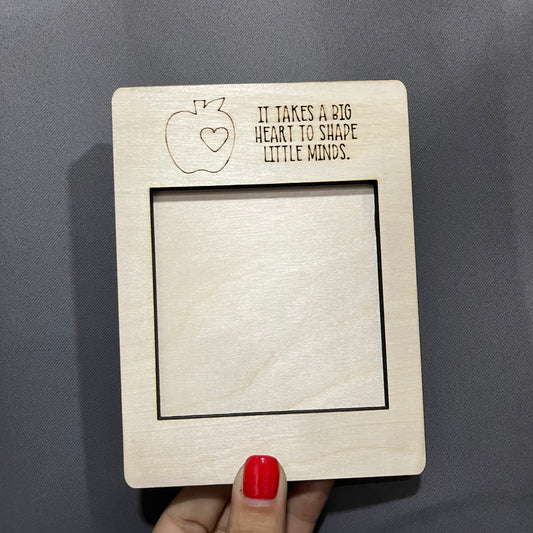 IT TAKES A BIG
HEART TO SHAPE
LITTLE MINDS.